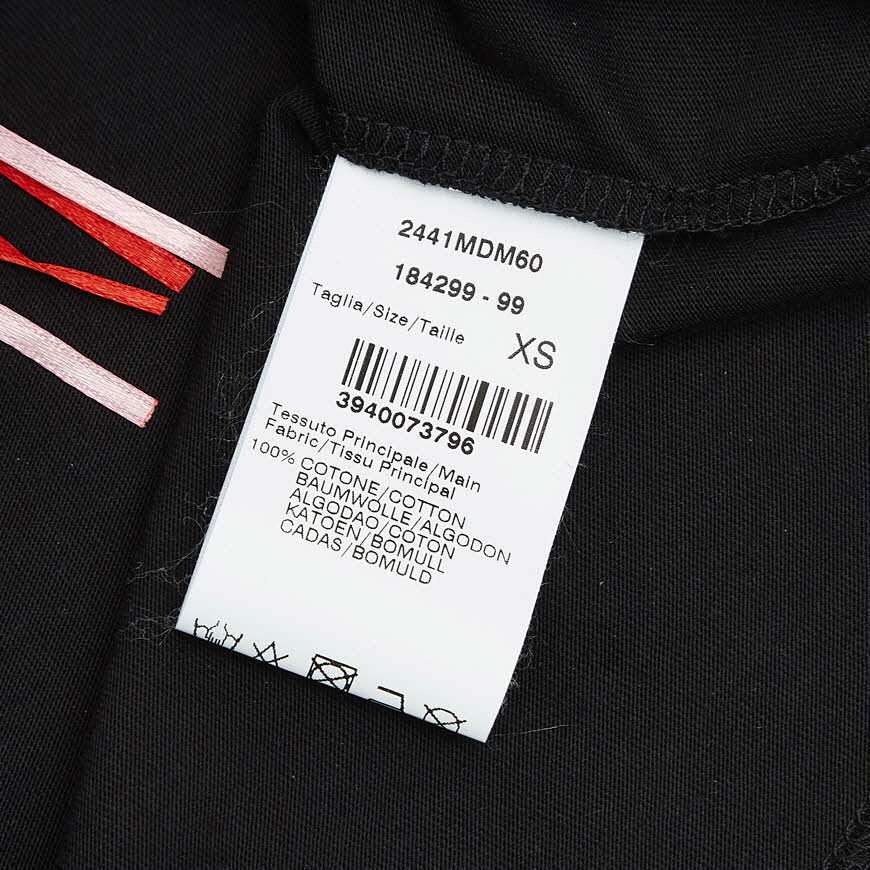 2441MDM60
184299 - 99
Taglia/Size/Taille XS
3940073796
Tessuto Principale/Main
Fabric/Tissu Principal
100% COTONE/COTTON
BAUMWOLLE/ALGODON
ALGODAO/COTON
KATOEN/BOMULL
CADAS/BOMULD